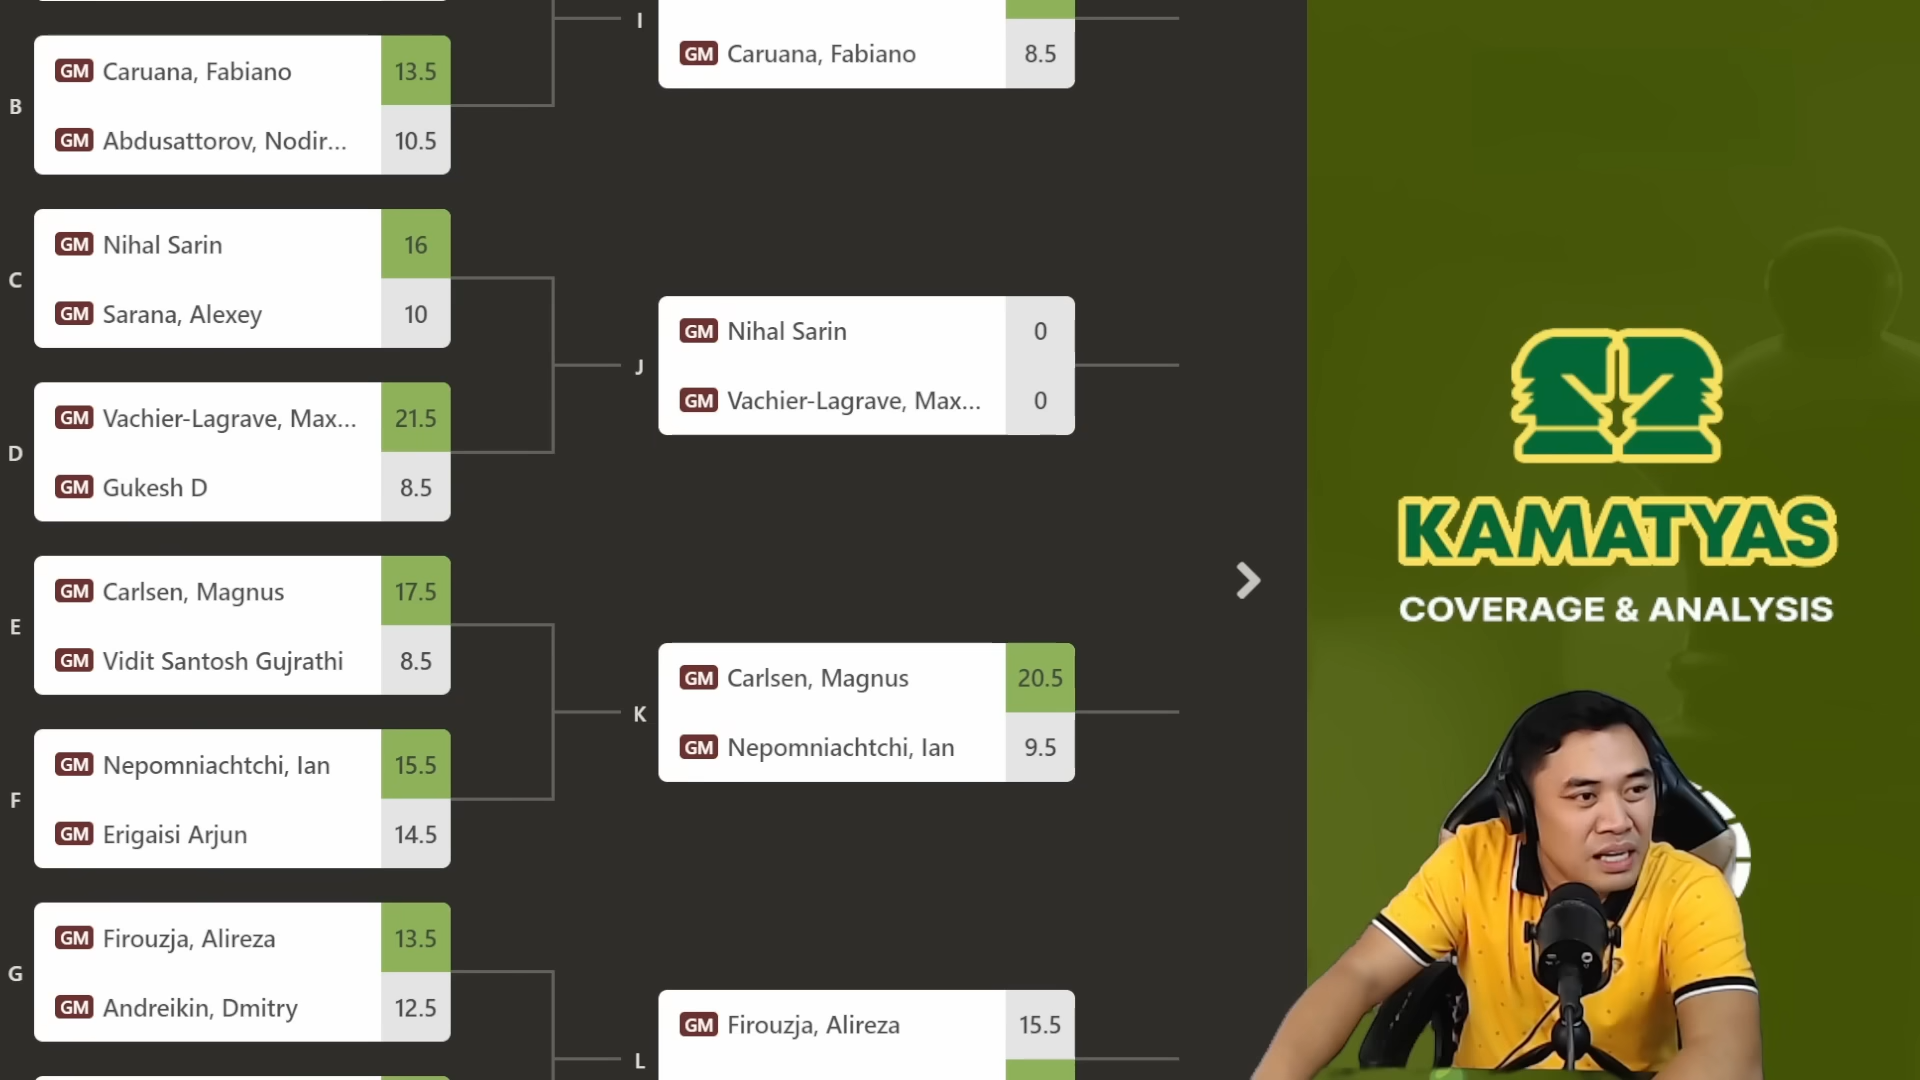 B
GM Caruana, Fabiano 13.5
GM Abdusattorov, Nodir... 10.5
C
GM Nihal Sarin 16
GM Sarana, Alexey 10
D
GM Vachier-Lagrave, Max... 21.5
GM Gukesh D 8.5
E
GM Carlsen, Magnus 17.5
GM Vidit Santosh Gujrathi 8.5
F
GM Nepomniachtchi, Ian 15.5
GM Erigaisi Arjun 14.5
G
GM Firouzja, Alireza 13.5
GM Andreikin, Dmitry 12.5
I
GM Caruana, Fabiano 8.5
J
GM Nihal Sarin 0
GM Vachier-Lagrave, Max... 0
K
GM Carlsen, Magnus 20.5
GM Nepomniachtchi, Ian 9.5
L
GM Firouzja, Alireza 15.5
KAMATYAS
COVERAGE & ANALYSIS